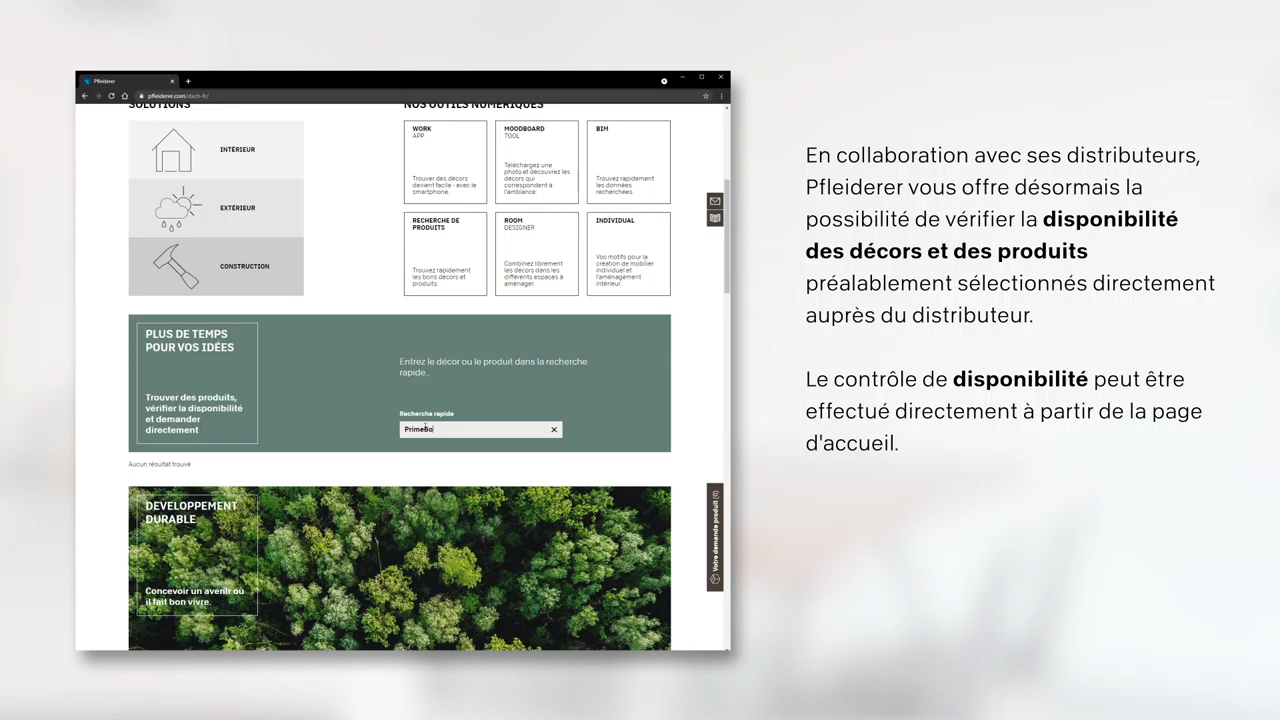 Pfleiderer
pfleiderer.com/dach-fr/
SOLUTIONS
INTÉRIEUR
EXTÉRIEUR
CONSTRUCTION
NOS OUTILS NUMÉRIQUES
WORK
APP
Trouver des décors
devient facile - avec le
smartphone.
MOODBOARD
TOOL
Téléchargez une
photo et découvrez les
décors qui
correspondent à
l'ambiance.
BIM
Trouvez rapidement
les données
recherchées.
RECHERCHE DE
PRODUITS
Trouvez rapidement
les bons décors et
produits.
ROOM
DESIGNER
Combinez librement
les décors dans les
différents espaces à
aménager.
INDIVIDUAL
Vos motifs pour la
création de mobilier
individuel et
l'aménagement
intérieur.
PLUS DE TEMPS
POUR VOS IDÉES
Trouver des produits,
vérifier la disponibilité
et demander
directement
Entrez le décor ou le produit dans la recherche
rapide..
Recherche rapide
PrimeBo
Aucun résultat trouvé
DEVELOPPEMENT
DURABLE
Concevoir un avenir où
il fait bon vivre.
Votre demande produit (0)
En collaboration avec ses distributeurs,
Pfleiderer vous offre désormais la
possibilité de vérifier la disponibilité
des décors et des produits
préalablement sélectionnés directement
auprès du distributeur.
Le contrôle de disponibilité peut être
effectué directement à partir de la page
d'accueil.